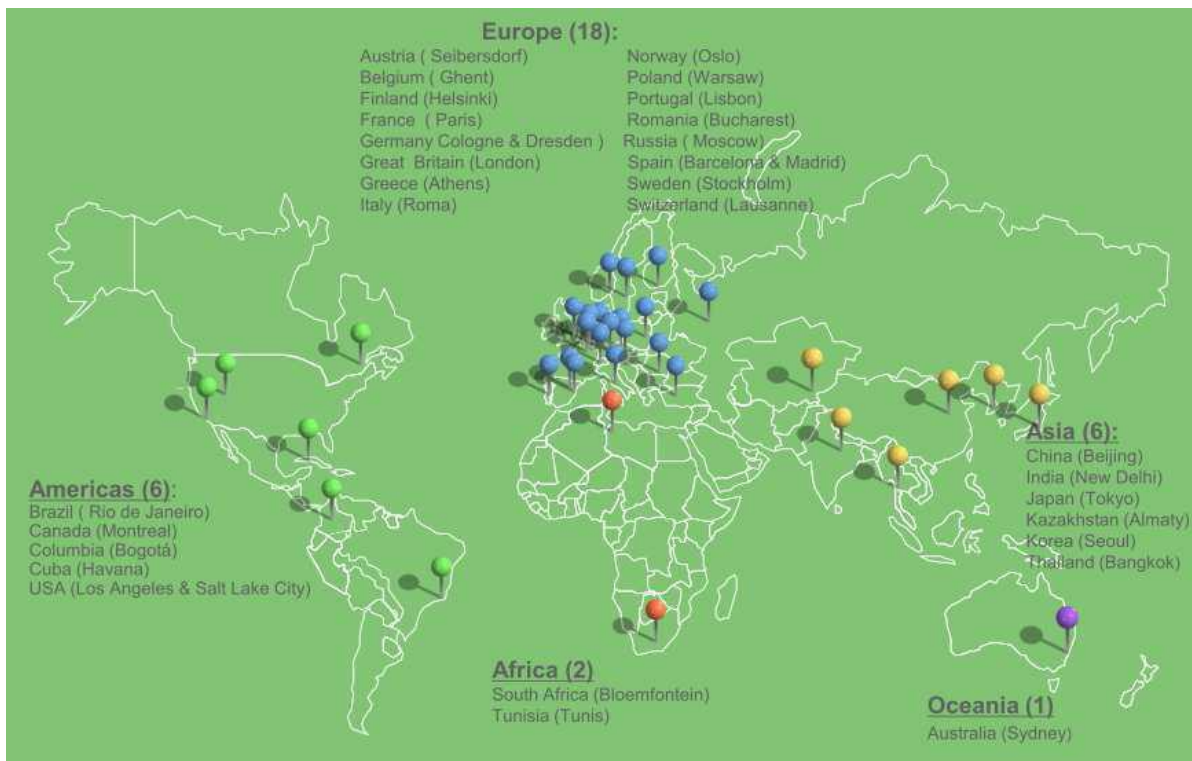 Europe (18):
Austria ( Seibersdorf)
Belgium ( Ghent)
Finland (Helsinki)
France ( Paris)
Germany Cologne & Dresden )
Great Britain (London)
Greece (Athens)
Italy (Roma)
Norway (Oslo)
Poland (Warsaw)
Portugal (Lisbon)
Romania (Bucharest)
Russia ( Moscow)
Spain (Barcelona & Madrid)
Sweden (Stockholm)
Switzerland (Lausanne)
Americas (6):
Brazil ( Rio de Janeiro)
Canada (Montreal)
Columbia (Bogotá)
Cuba (Havana)
USA (Los Angeles & Salt Lake City)
Africa (2)
South Africa (Bloemfontein)
Tunisia (Tunis)
Asia (6):
China (Beijing)
India (New Delhi)
Japan (Tokyo)
Kazakhstan (Almaty)
Korea (Seoul)
Thaïland (Bangkok)
Oceania (1)
Australia (Sydney)